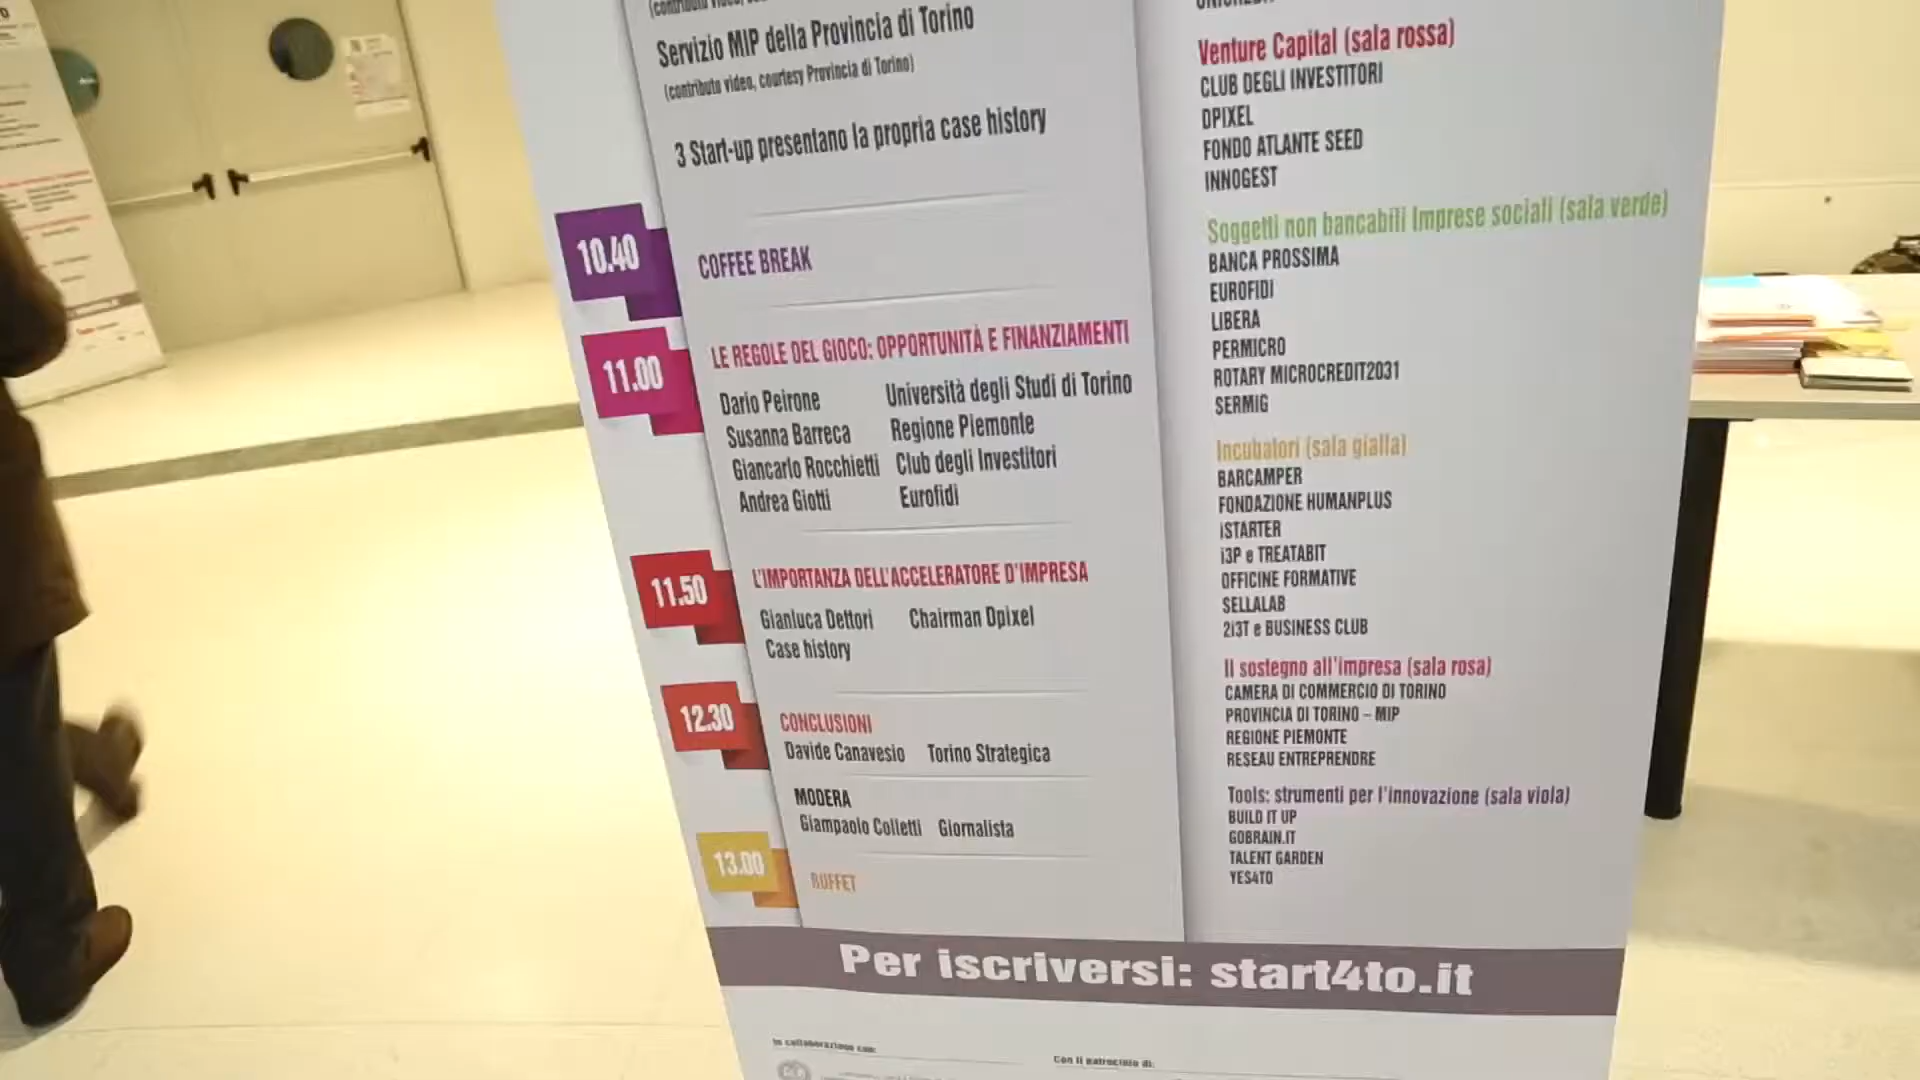 Servizio MIP della Provincia di Torino
(contributo video, courtesy Provincia di Torino)
3 Start-up presentano la propria case history
10.40
COFFEE BREAK
11.00
LE REGOLE DEL GIOCO: OPPORTUNITÀ E FINANZIAMENTI
Dario Peirone Università degli Studi di Torino
Susanna Barreca Regione Piemonte
Giancarlo Rocchietti Club degli Investitori
Andrea Giotti Eurofidi
11.50
L'IMPORTANZA DELL'ACCELERATORE D'IMPRESA
Gianluca Dettori Chairman Dpixel
Case history
12.30
CONCLUSIONI
Davide Canavesio Torino Strategica
MODERA
Giampaolo Colletti Giornalista
13.00
BUFFET
Venture Capital (sala rossa)
CLUB DEGLI INVESTITORI
DPIXEL
FONDO ATLANTE SEED
INNOGEST
Soggetti non bancabili Imprese sociali (sala verde)
BANCA PROSSIMA
EUROFIDI
LIBERA
PERMICRO
ROTARY MICROCREDIT2031
SERMIG
Incubatori (sala gialla)
BARCAMPER
FONDAZIONE HUMANPLUS
iSTARTER
i3P e TREATABIT
OFFICINE FORMATIVE
SELLALAB
2i3T e BUSINESS CLUB
Il sostegno all'impresa (sala rosa)
CAMERA DI COMMERCIO DI TORINO
PROVINCIA DI TORINO – MIP
REGIONE PIEMONTE
RESEAU ENTREPRENDRE
Tools: strumenti per l'innovazione (sala viola)
BUILD IT UP
GOBRAIN.IT
TALENT GARDEN
YES4TO
Per iscriversi: start4to.it
In collaborazione con:
Con il patrocinio di: